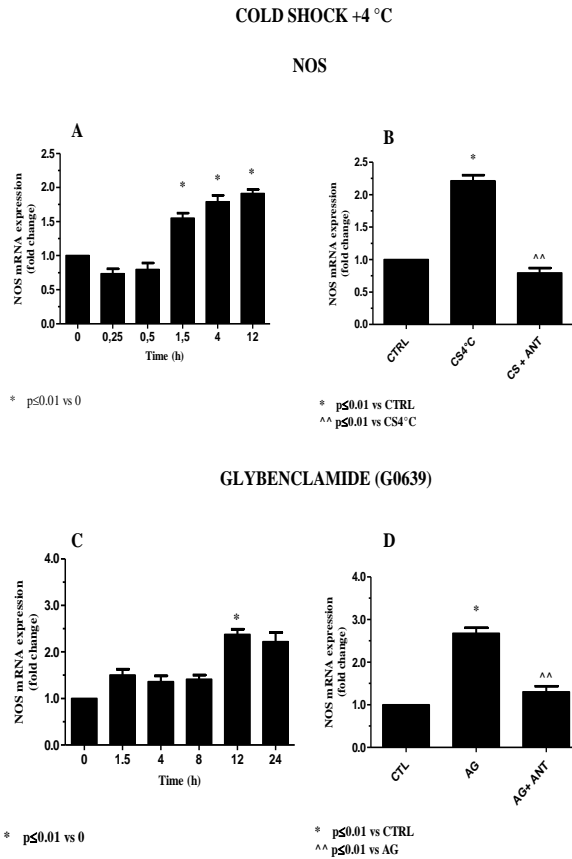 COLD SHOCK +4 °C
NOS
A
NOS mRNA expression
(fold change)
2.5
2.0
1.5
1.0
0.5
0.0
* * *
0 0,25 0,5 1,5 4 12
Time (h)
* p≤0.01 vs 0
B
NOS mRNA expression
(fold change)
2.5
2.0
1.5
1.0
0.5
0.0
*
^^
CTRL CS4°C CS + ANT
* p≤0.01 vs CTRL
^^ p≤0.01 vs CS4°C
GLYBENCLAMIDE (G0639)
C
NOS mRNA expression
(fold change)
4.0
3.0
2.0
1.0
0.0
*
0 1.5 4 8 12 24
Time (h)
* p≤0.01 vs 0
D
NOS mRNA expression
(fold change)
4.0
3.0
2.0
1.0
0.0
*
^^
CTL AG AG+ ANT
* p≤0.01 vs CTRL
^^ p≤0.01 vs AG